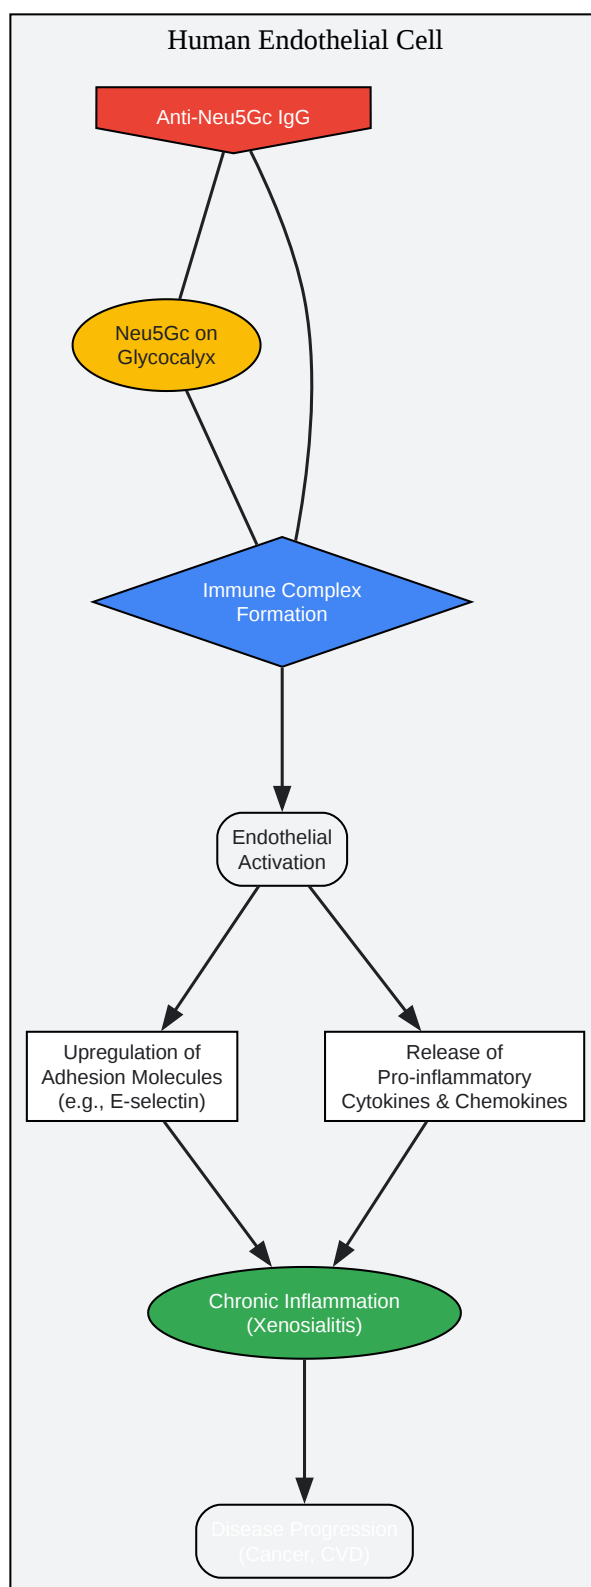 Human Endothelial Cell
Anti-Neu5Gc IgG
Neu5Gc on
Glycocalyx
Immune Complex
Formation
Endothelial
Activation
Upregulation of
Adhesion Molecules
(e.g., E-selectin)
Release of
Pro-inflammatory
Cytokines & Chemokines
Chronic Inflammation
(Xenosialitis)
Disease Progression
(Cancer, CVD)